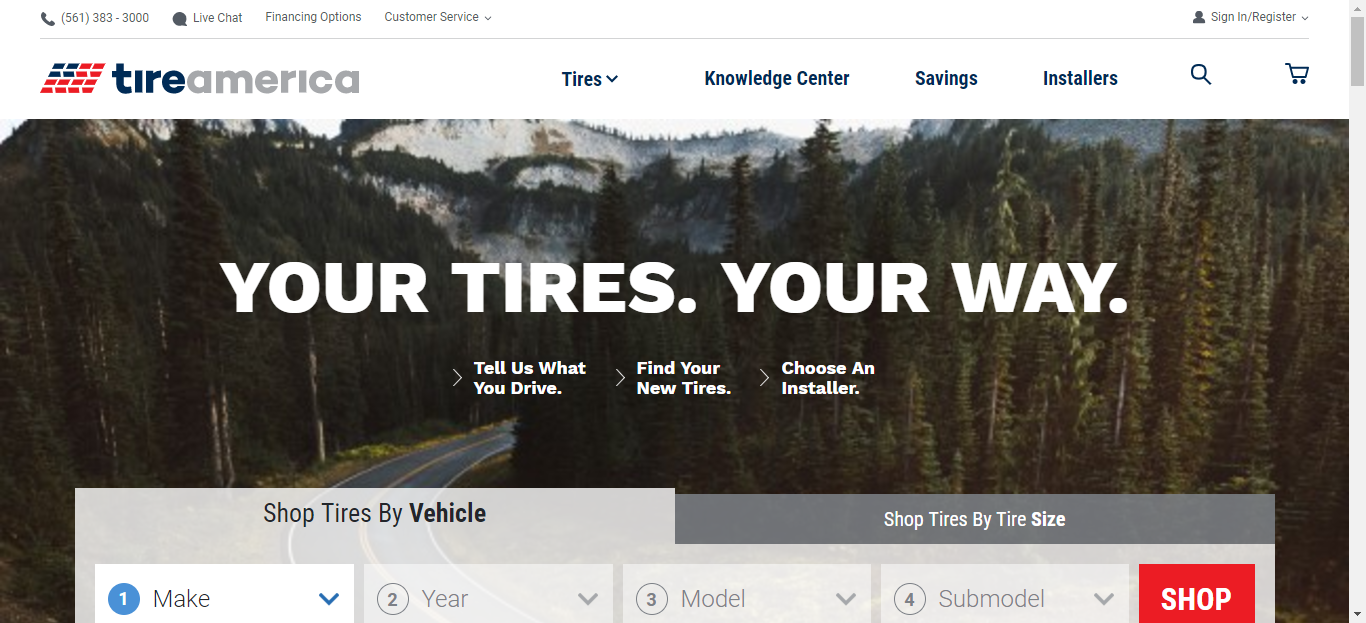 (561) 383 - 3000 Live Chat Financing Options Customer Service Sign In/Register
tireamerica Tires Knowledge Center Savings Installers
YOUR TIRES. YOUR WAY.
Tell Us What
You Drive.
Find Your
New Tires.
Choose An
Installer.
Shop Tires By Vehicle
Shop Tires By Tire Size
1 Make 2 Year 3 Model 4 Submodel SHOP